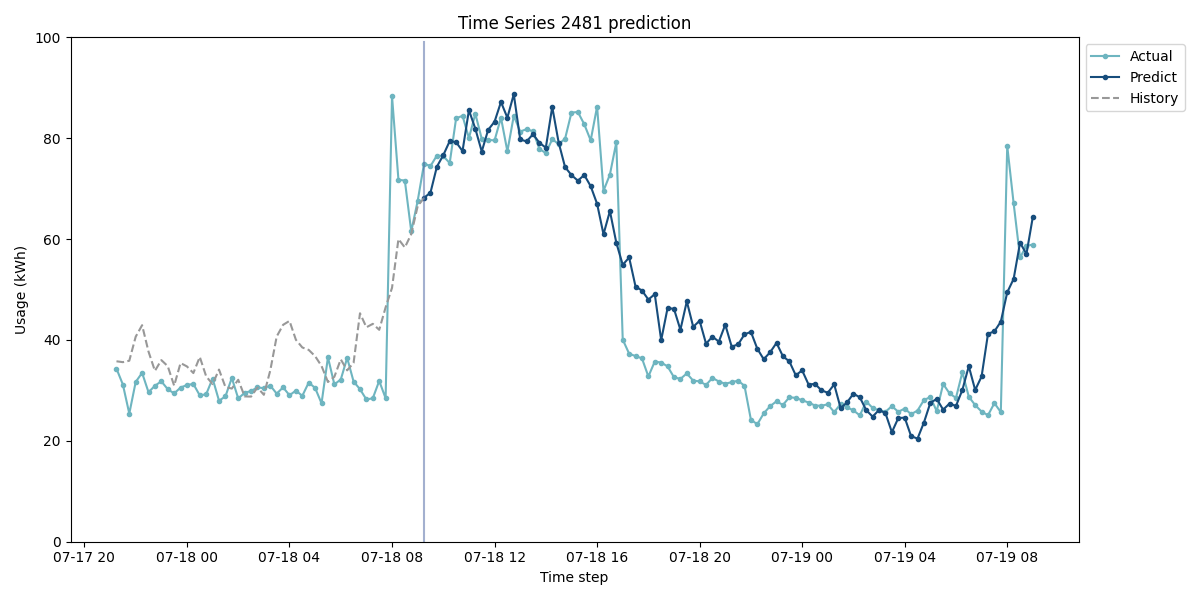 Time Series 2481 prediction
100
80
60
40
20
0
Usage (kWh)
07-17 20
07-18 00
07-18 04
07-18 08
07-18 12
07-18 16
07-18 20
07-19 00
07-19 04
07-19 08
Time step
Actual
Predict
History